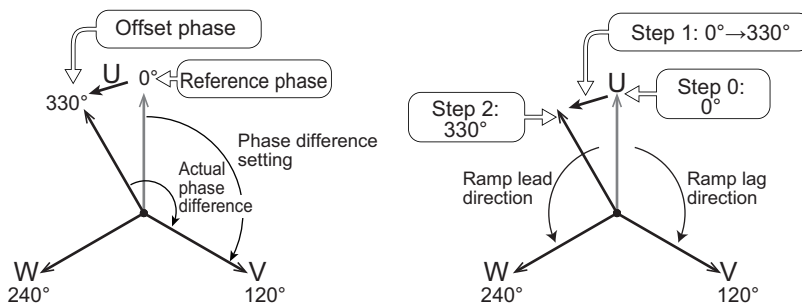 Offset phase
U
0°
Reference phase
330°
Phase difference
setting
Actual
phase
difference
W
240°
V
120°
Step 1: 0°→330°
U
Step 2:
330°
Step 0:
0°
Ramp lead
direction
Ramp lag
direction
W
240°
V
120°